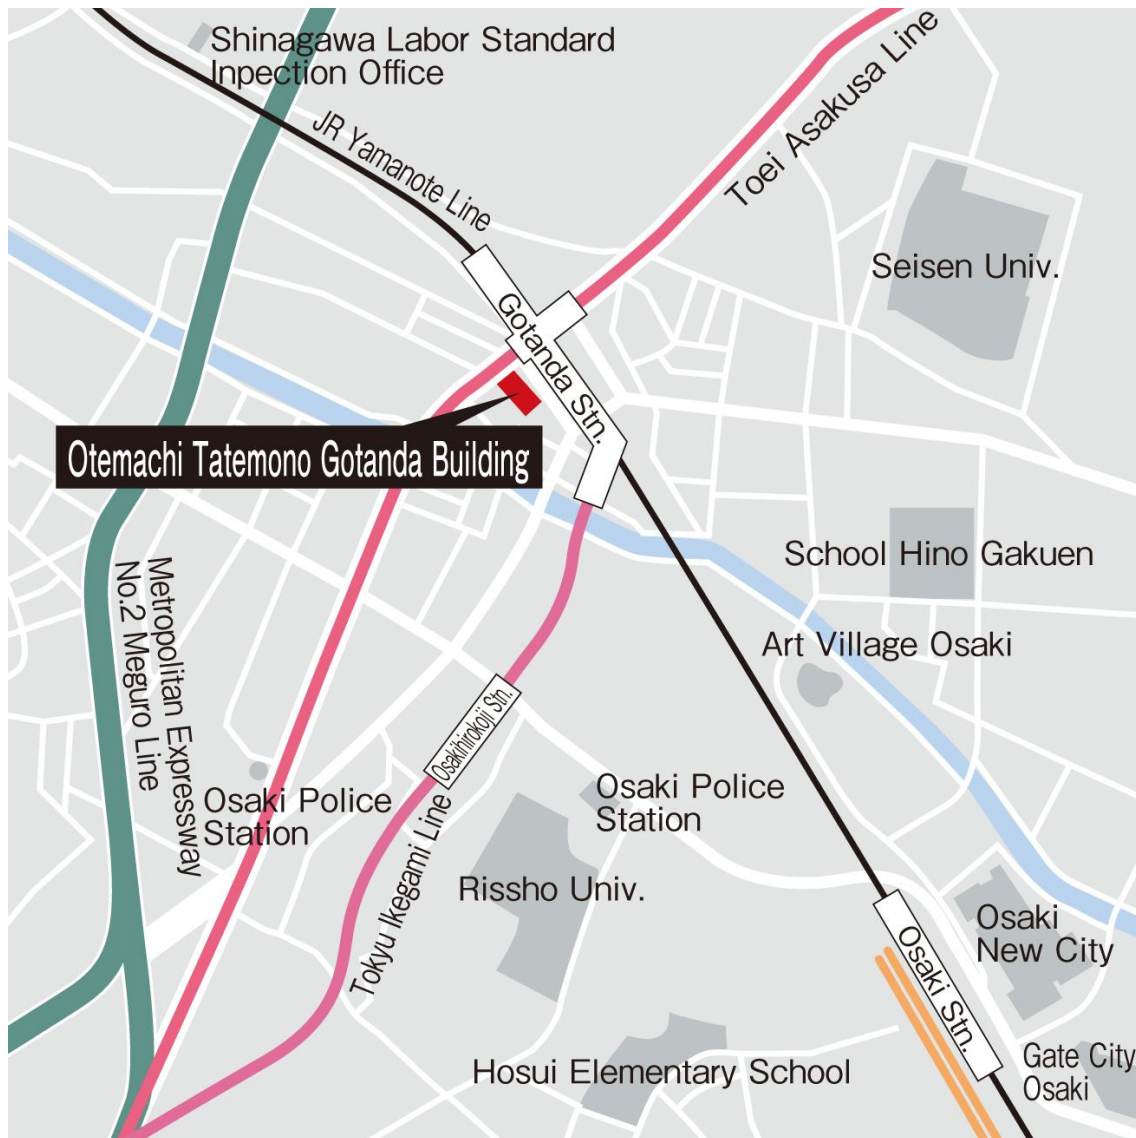 Shinagawa Labor Standard
Inpection Office
JR Yamanote Line
Toei Asakusa Line
Seisen Univ.
Gotanda Stn.
Otemachi Tatemono Gotanda Building
School Hino Gakuen
Metropolitan Expressway
No.2 Meguro Line
Art Village Osaki
Osakihirokoji Stn.
Osaki Police
Station
Osaki Police
Station
Tokyu Ikegami Line
Rissho Univ.
Osaki
New City
Osaki Stn.
Hosui Elementary School
Gate City
Osaki